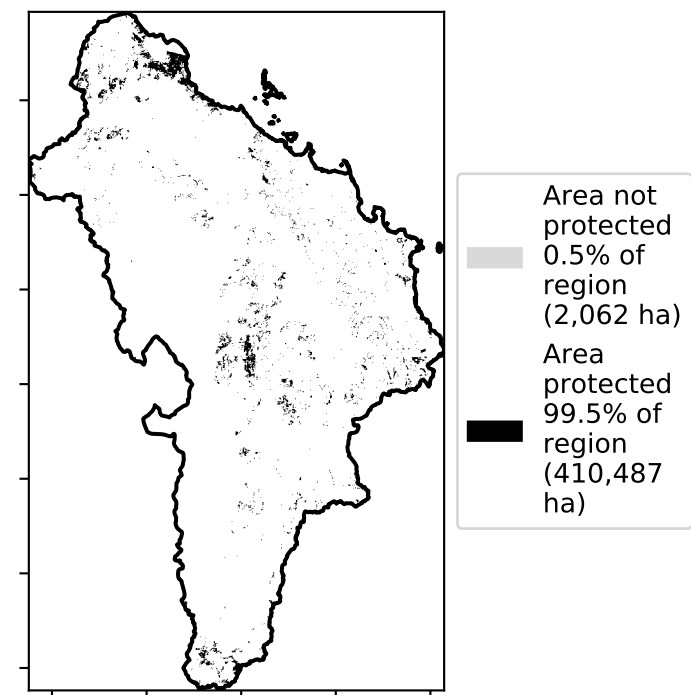 Area not
protected
0.5% of
region
(2,062 ha)
Area
protected
99.5% of
region
(410,487
ha)